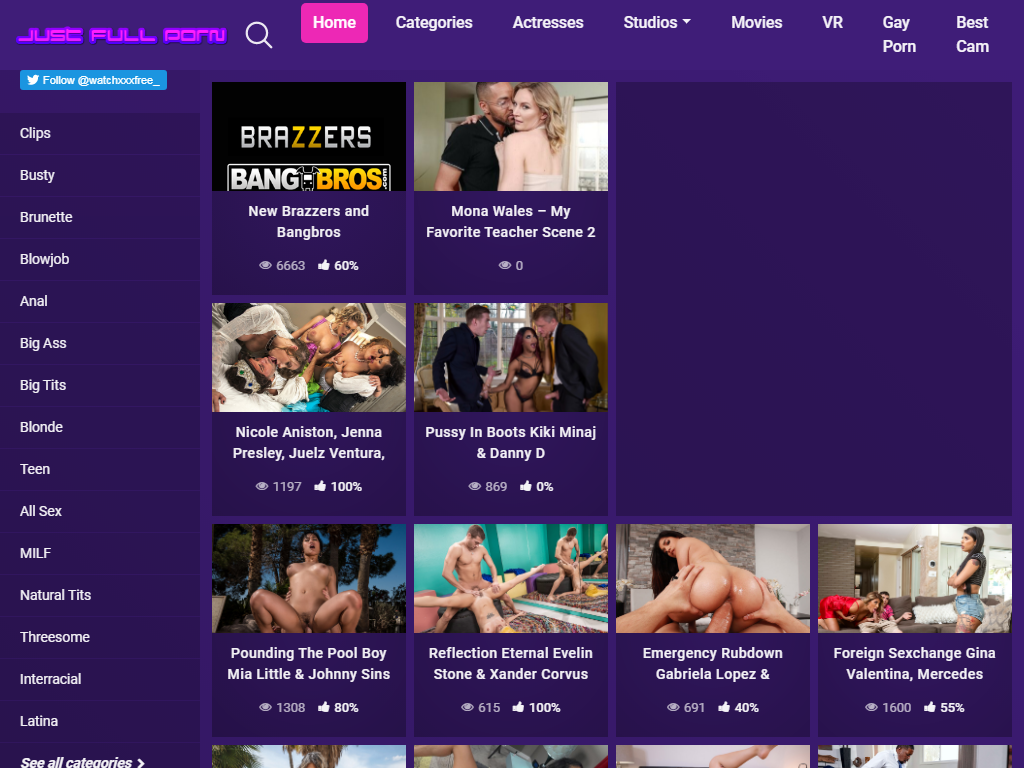 JUST FULL PORN
Home
Categories
Actresses
Studios
Movies
VR
Gay
Porn
Best
Cam
Follow @watchxxxfree_
Clips
Busty
Brunette
Blowjob
Anal
Big Ass
Big Tits
Blonde
Teen
All Sex
MILF
Natural Tits
Threesome
Interracial
Latina
See all categories
BRAZZERS
BANG BROS.com
New Brazzers and
Bangbros
6663 60%
Mona Wales – My
Favorite Teacher Scene 2
0
Nicole Aniston, Jenna
Presley, Juelz Ventura,
1197 100%
Pussy In Boots Kiki Minaj
& Danny D
869 0%
Pounding The Pool Boy
Mia Little & Johnny Sins
1308 80%
Reflection Eternal Evelin
Stone & Xander Corvus
615 100%
Emergency Rubdown
Gabriela Lopez &
691 40%
Foreign Sexchange Gina
Valentina, Mercedes
1600 55%